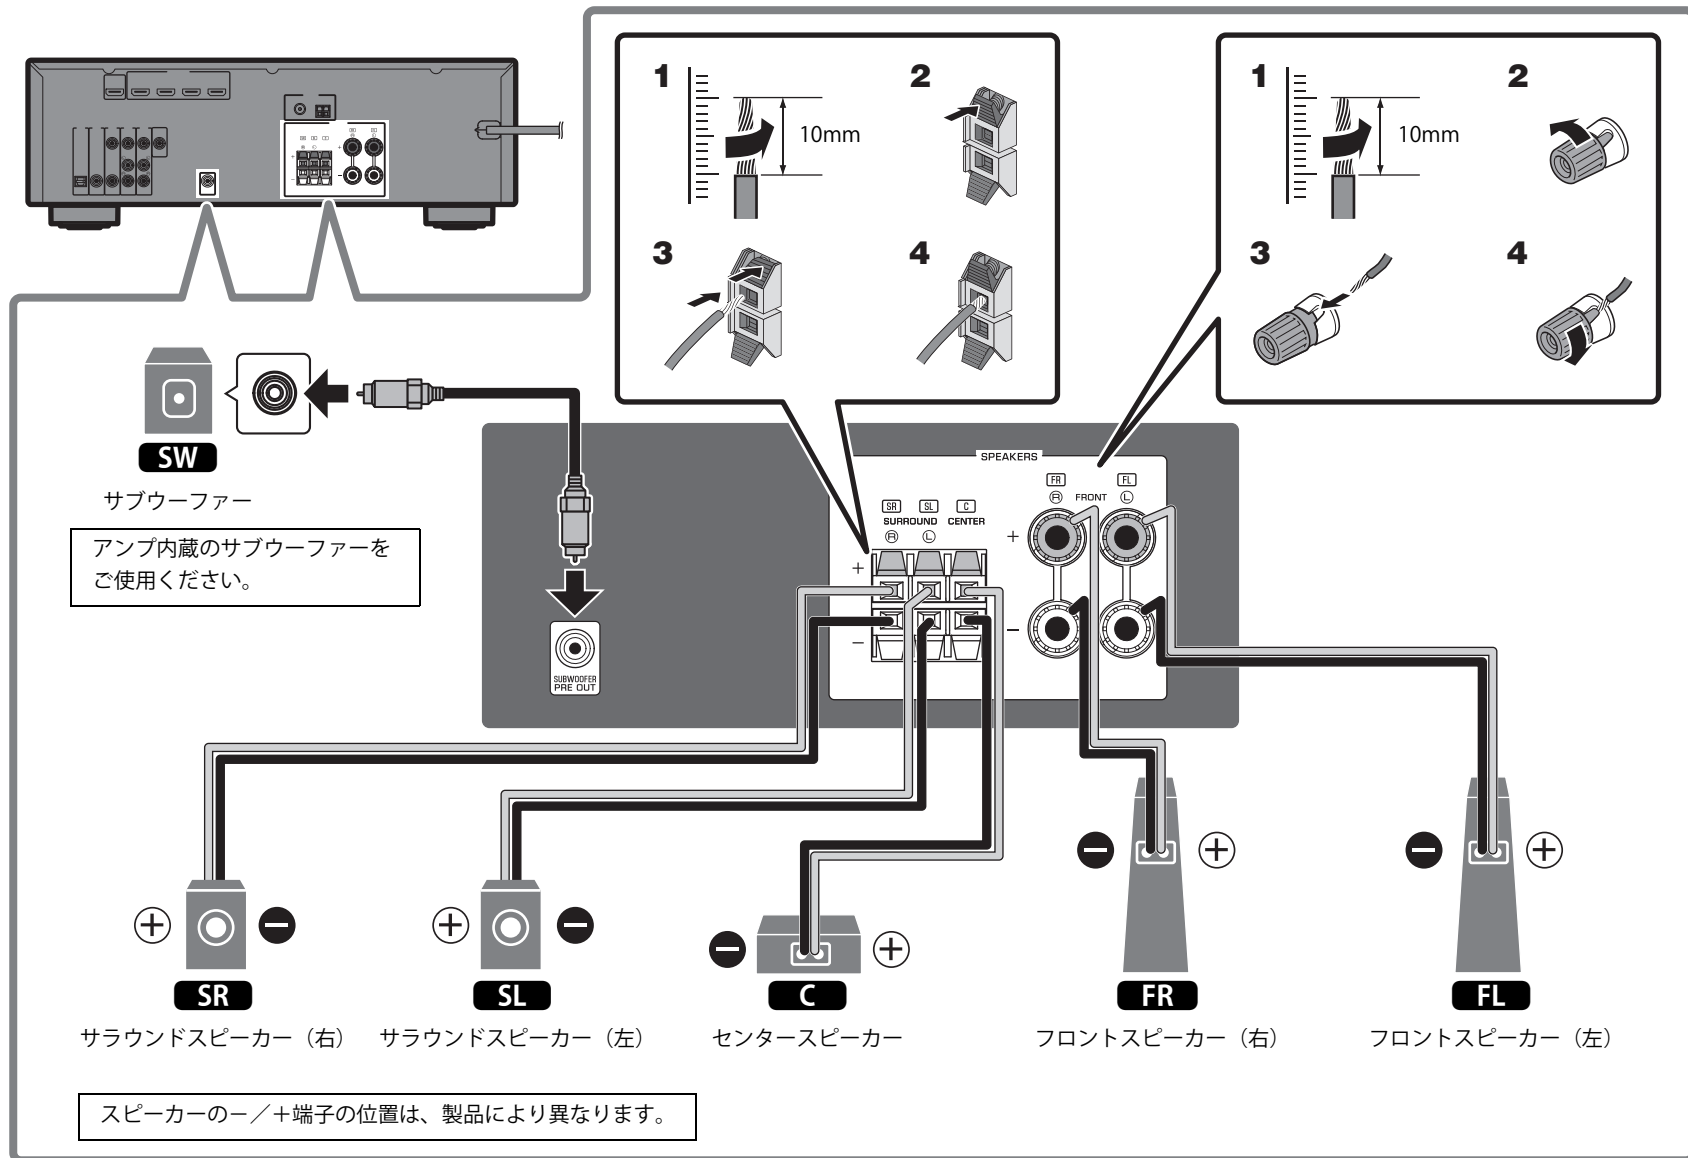 1
10mm
2
3
4
1
10mm
2
3
4
SW
サブウーファー
アンプ内蔵のサブウーファーを
ご使用ください。
SPEAKERS
FR
FL
R
FRONT
L
SR
SL
C
SURROUND
CENTER
R
L
+
−
+
−
SUBWOOFER
PRE OUT
+
−
+
−
−
+
−
+
−
+
SR
SL
C
FR
FL
サラウンドスピーカー(右)
サラウンドスピーカー(左)
センタースピーカー
フロントスピーカー(右)
フロントスピーカー(左)
スピーカーの−/+端子の位置は、製品により異なります。